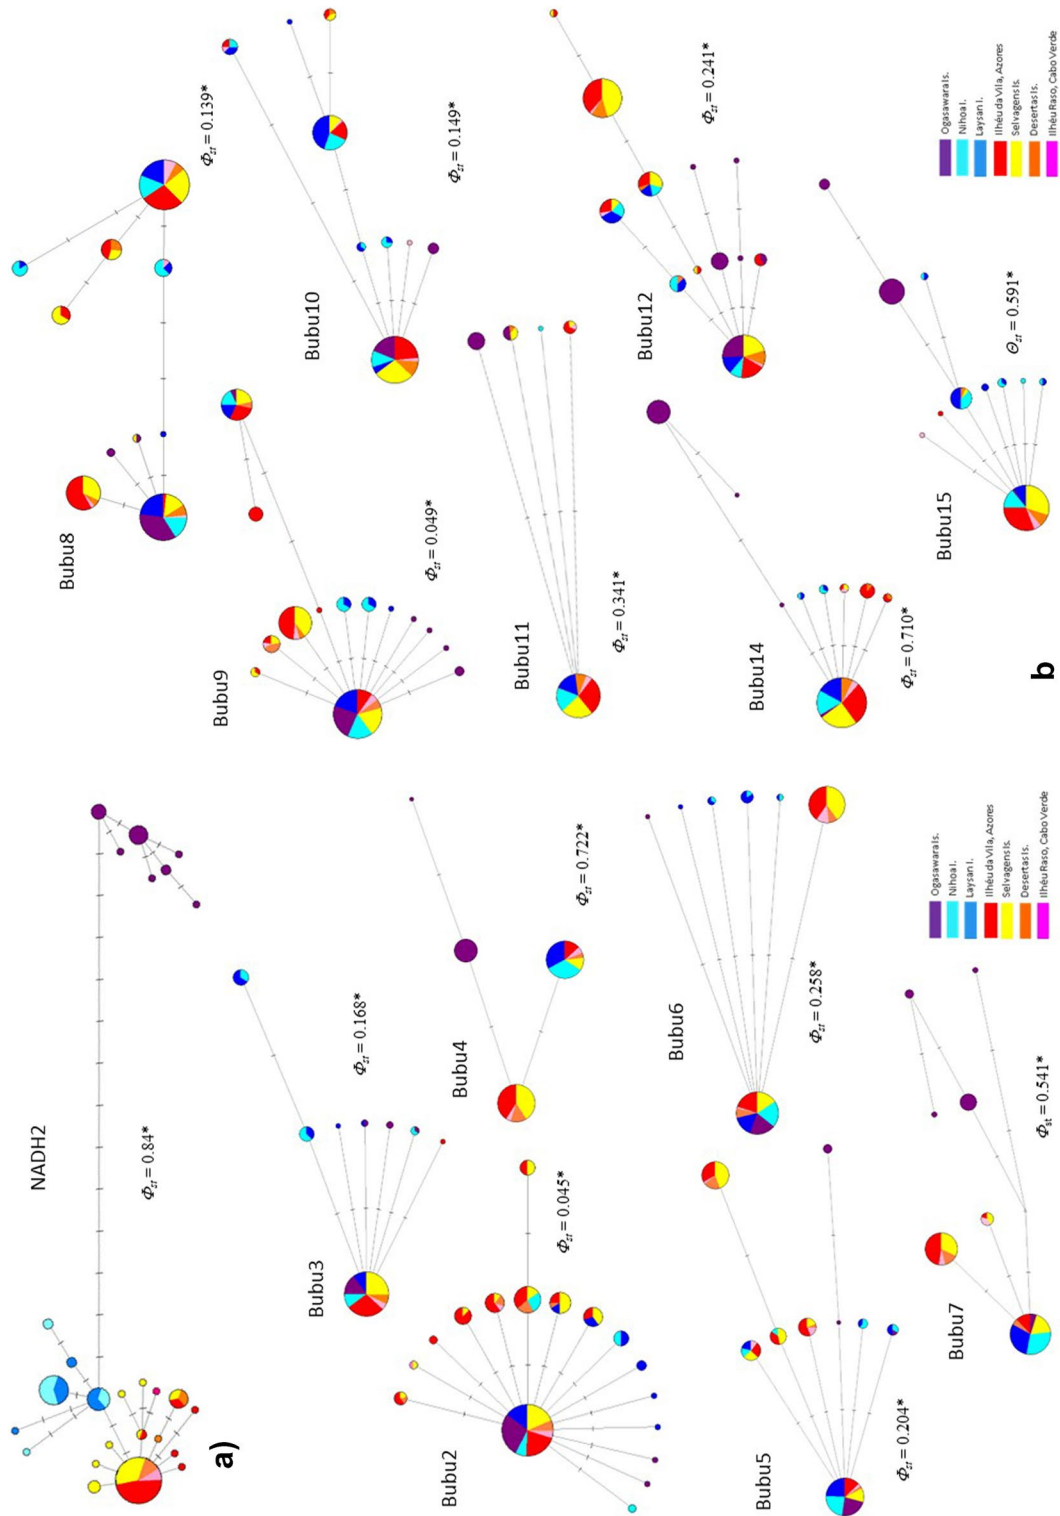 NADH2
Φst = 0.84*
a)
Bubu2
Φst = 0.045*
Bubu3
Φst = 0.168*
Bubu4
Φst = 0.722*
Bubu5
Φst = 0.204*
Bubu6
Φst = 0.258*
Bubu7
Φst = 0.541*
Ogasawara Is.
Nihoa I.
Laysan I.
Ilhéu da Vila, Azores
Selvagens Is.
Desertas Is.
Ilhéu Raso, Cabo Verde
Bubu8
Φst = 0.139*
Bubu9
Φst = 0.049*
Bubu10
Φst = 0.149*
Bubu11
Φst = 0.341*
Bubu12
Φst = 0.241*
Bubu14
Φst = 0.710*
Bubu15
Θst = 0.591*
b
Ogasawara Is.
Nihoa I.
Laysan I.
Ilhéu da Vila, Azores
Selvagens Is.
Desertas Is.
Ilhéu Raso, Cabo Verde